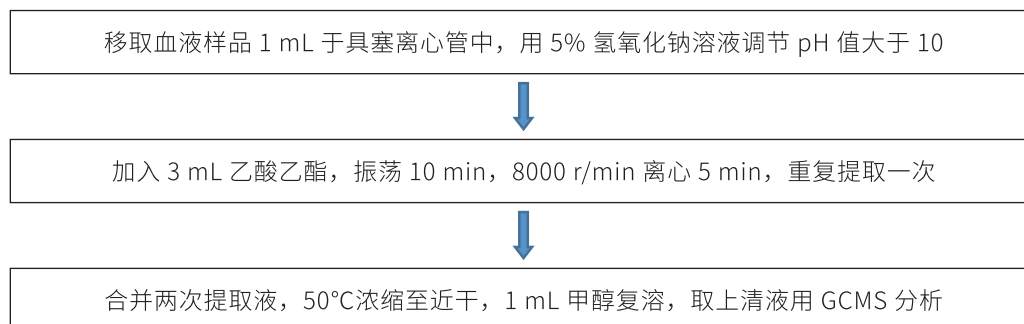 移取血液样品 1 mL 于具塞离心管中，用 5% 氢氧化钠溶液调节 pH 值大于 10
加入 3 mL 乙酸乙酯，振荡 10 min，8000 r/min 离心 5 min，重复提取一次
合并两次提取液，50℃浓缩至近干，1 mL 甲醇复溶，取上清液用 GCMS 分析